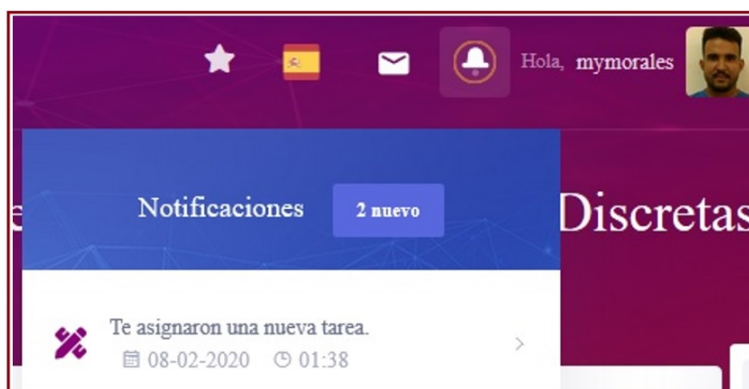 Hola, mymorales
Notificaciones
2 nuevo
Discretas
Te asignaron una nueva tarea.
08-02-2020 01:38